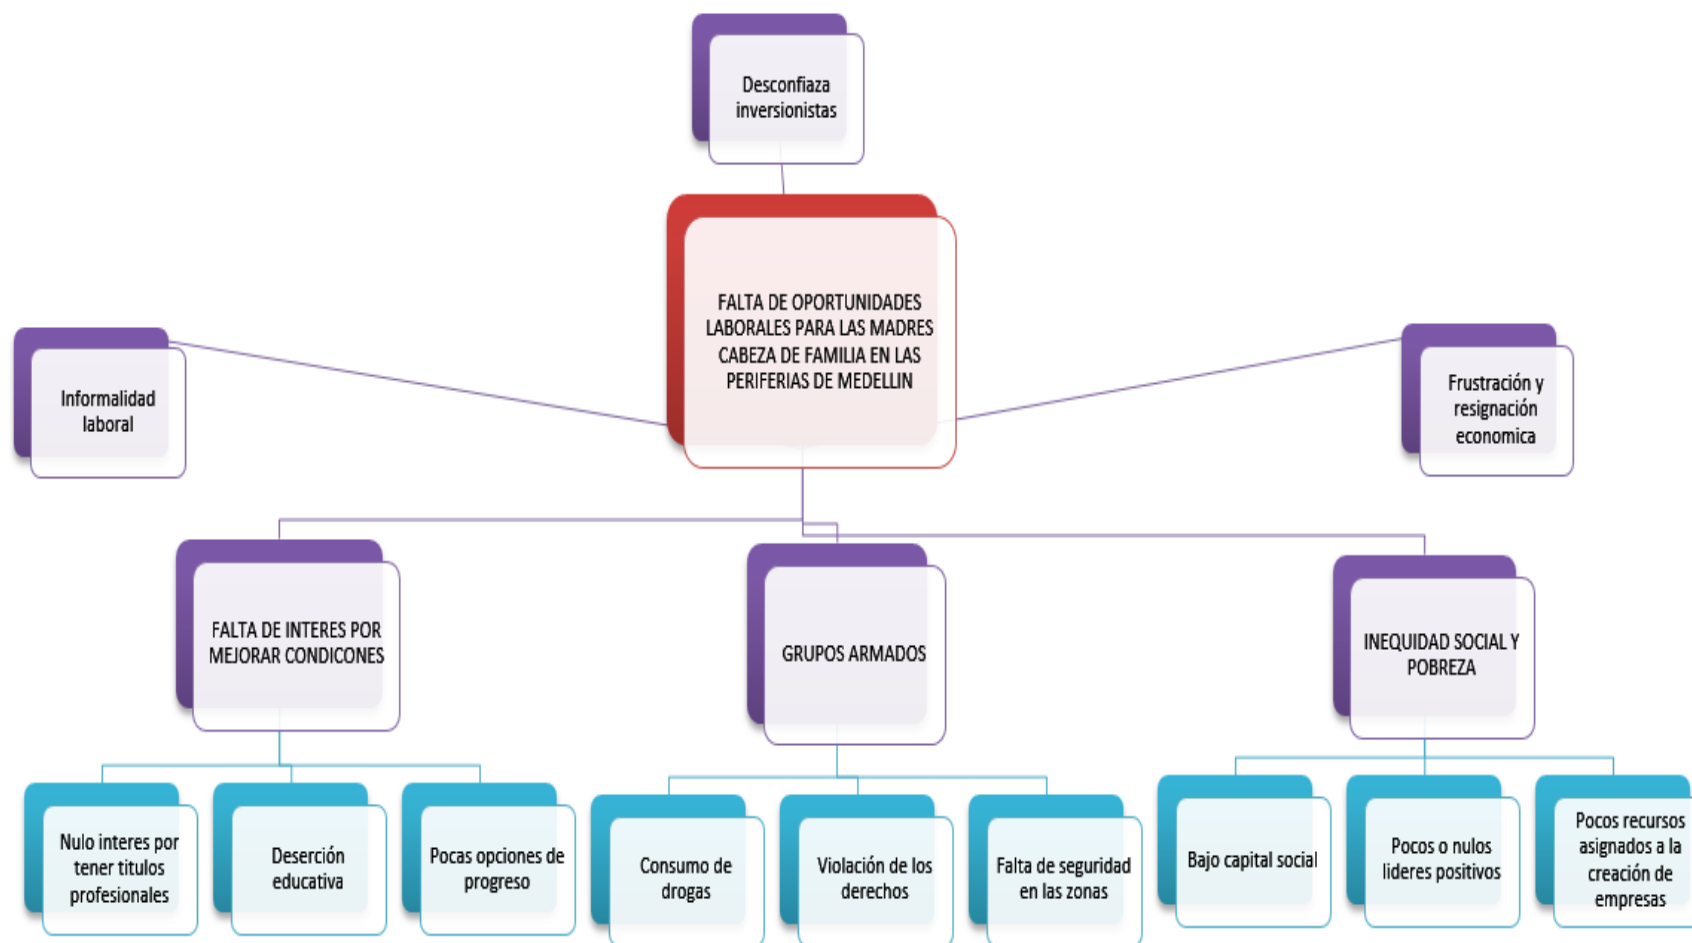 Desconfiaza
inversionistas
FALTA DE OPORTUNIDADES
LABORALES PARA LAS MADRES
CABEZA DE FAMILIA EN LAS
PERIFERIAS DE MEDELLIN
Informalidad
laboral
Frustración y
resignación
economica
FALTA DE INTERES POR
MEJORAR CONDICONES
GRUPOS ARMADOS
INEQUIDAD SOCIAL Y
POBREZA
Nulo interes por
tener titulos
profesionales
Deserción
educativa
Pocas opciones de
progreso
Consumo de
drogas
Violación de los
derechos
Falta de seguridad
en las zonas
Bajo capital social
Pocos o nulos
lideres positivos
Pocos recursos
asignados a la
creación de
empresas